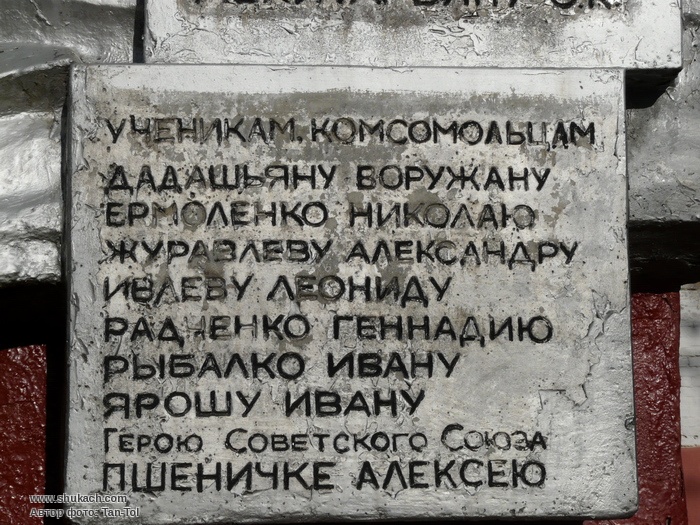 УЧЕНИКАМ, КОМСОМОЛЬЦАМ
ДАДАШЬЯНУ ВОРУЖАНУ
ЕРМОЛЕНКО НИКОЛАЮ
ЖУРАВЛЕВУ АЛЕКСАНДРУ
ИВАЕВУ ЛЕОНИДУ
РАДЧЕНКО ГЕННАДИЮ
РЫБАЛКО ИВАНУ
ЯРОШУ ИВАНУ
ГЕРОЮ СОВЕТСКОГО СОЮЗА
ПШЕНИЧКЕ АЛЕКСЕЮ
www.shukach.com
Автор фото: Tan-Tol